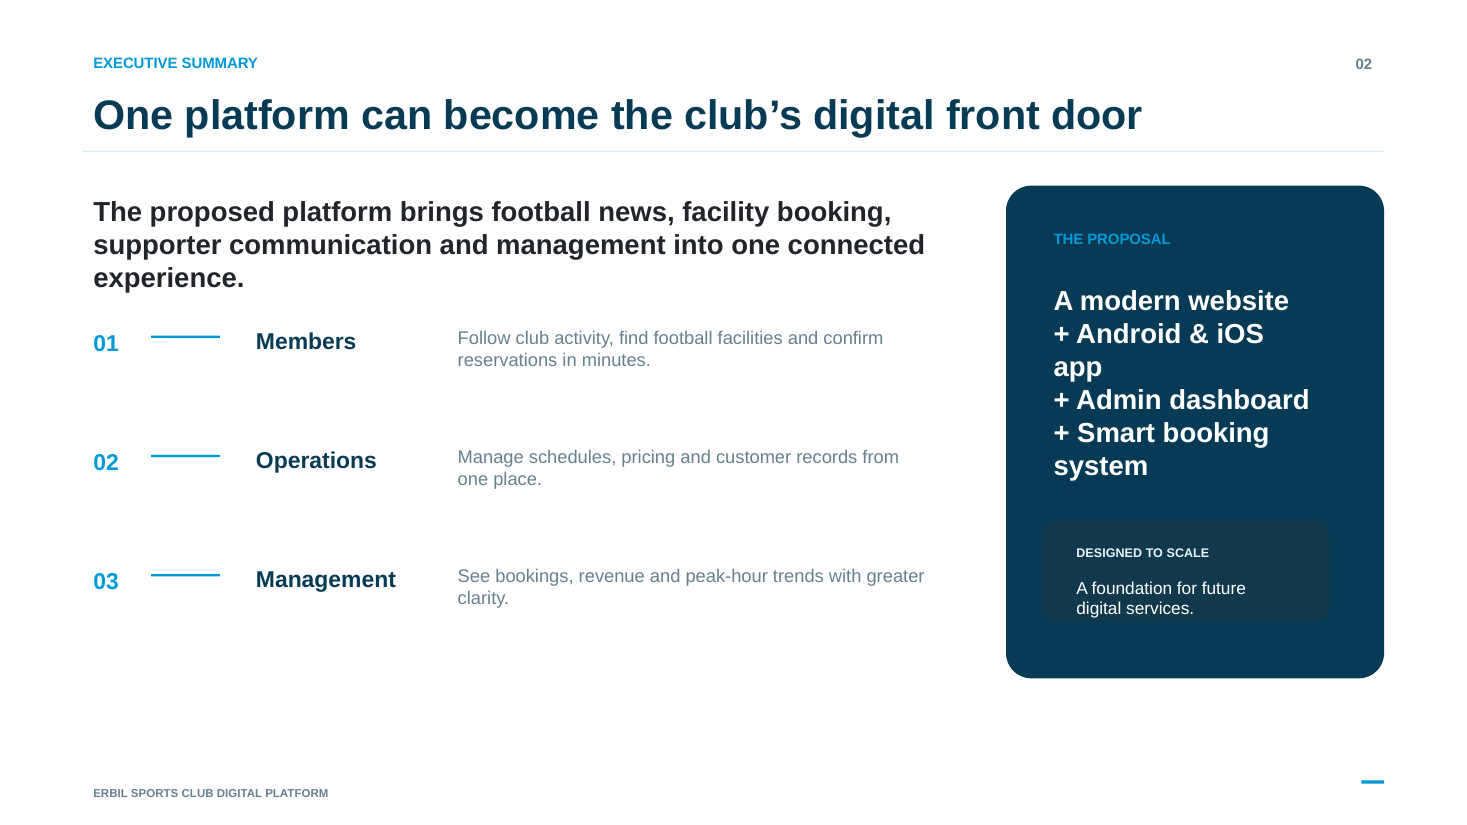 EXECUTIVE SUMMARY
02
One platform can become the club’s digital front door
The proposed platform brings football news, facility booking,
supporter communication and management into one connected
experience.
01
Members
Follow club activity, find football facilities and confirm
reservations in minutes.
02
Operations
Manage schedules, pricing and customer records from
one place.
03
Management
See bookings, revenue and peak-hour trends with greater
clarity.
THE PROPOSAL
A modern website
+ Android & iOS
app
+ Admin dashboard
+ Smart booking
system
DESIGNED TO SCALE
A foundation for future
digital services.
ERBIL SPORTS CLUB DIGITAL PLATFORM